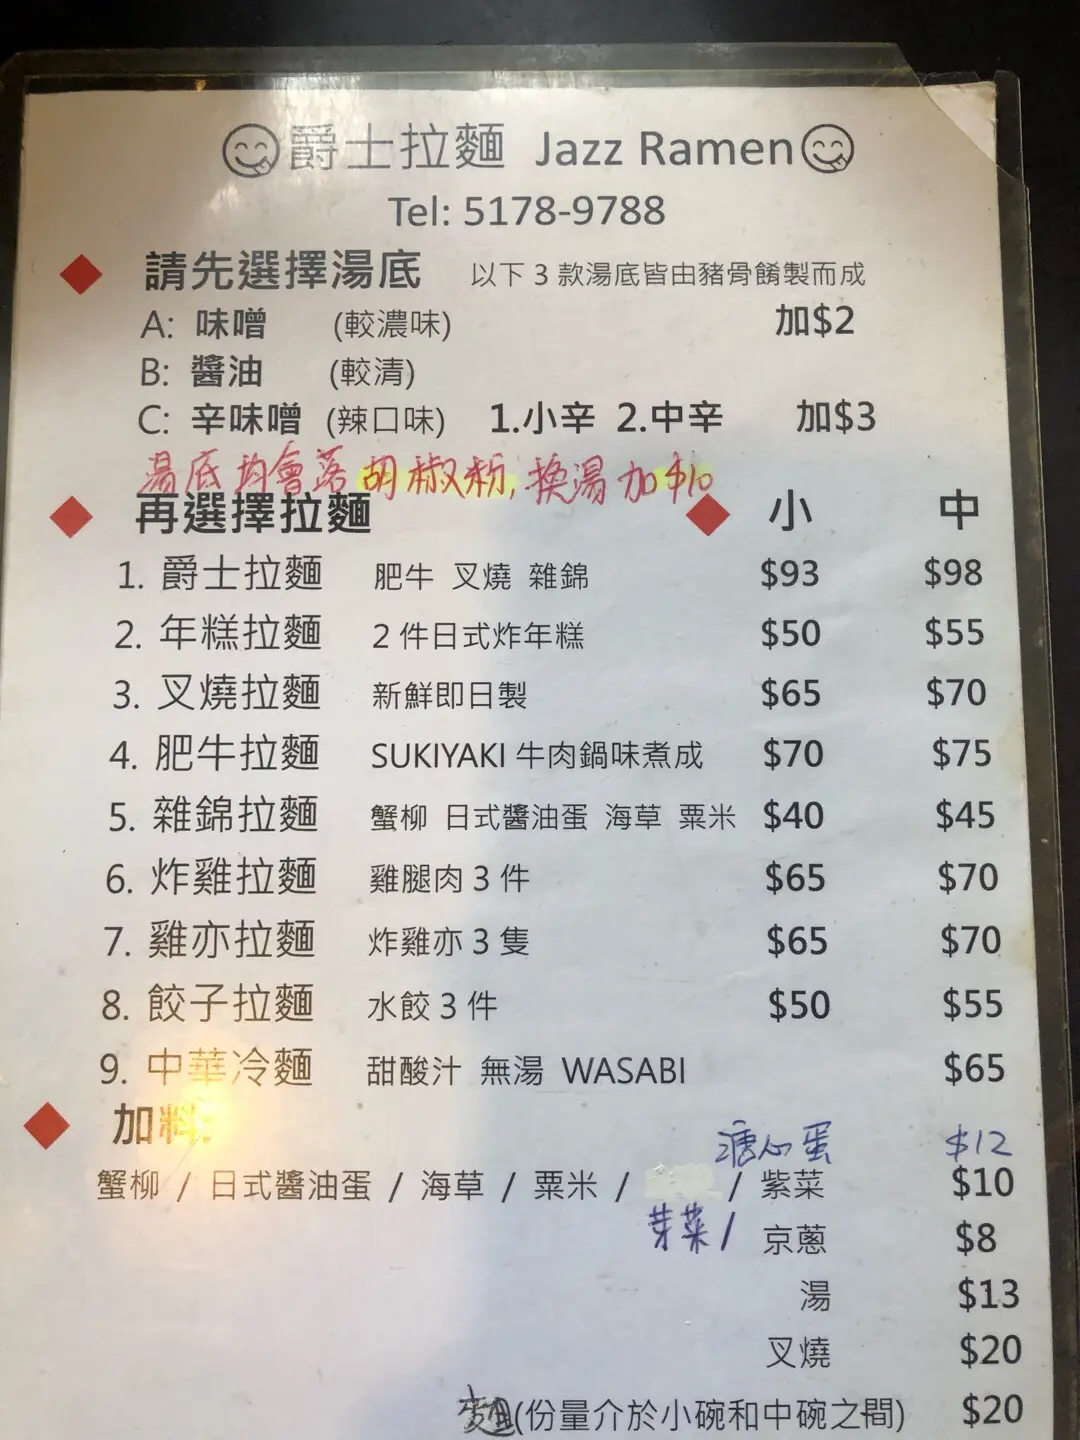 爵士拉麵 Jazz Ramen
Tel: 5178-9788
請先選擇湯底 以下 3 款湯底皆由豬骨餚製而成
A: 味噌 (較濃味) 加$2
B: 醬油 (較清)
C: 辛味噌 (辣口味) 1.小辛 2.中辛 加$3
湯底均會落胡椒粉, 換湯加$10
再選擇拉麵 小 中
1. 爵士拉麵 肥牛 叉燒 雜錦 $93 $98
2. 年糕拉麵 2 件日式炸年糕 $50 $55
3. 叉燒拉麵 新鮮即日製 $65 $70
4. 肥牛拉麵 SUKIYAKI 牛肉鍋味煮成 $70 $75
5. 雜錦拉麵 蟹柳 日式醬油蛋 海草 粟米 $40 $45
6. 炸雞拉麵 雞腿肉 3 件 $65 $70
7. 雞亦拉麵 炸雞亦 3 隻 $65 $70
8. 餃子拉麵 水餃 3 件 $50 $55
9. 中華冷麵 甜酸汁 無湯 WASABI $65
加料:
溏心蛋 $12
蟹柳 / 日式醬油蛋 / 海草 / 粟米 / / 紫菜 $10
芽菜 / 京蔥 $8
湯 $13
叉燒 $20
麵(份量介於小碗和中碗之間) $20